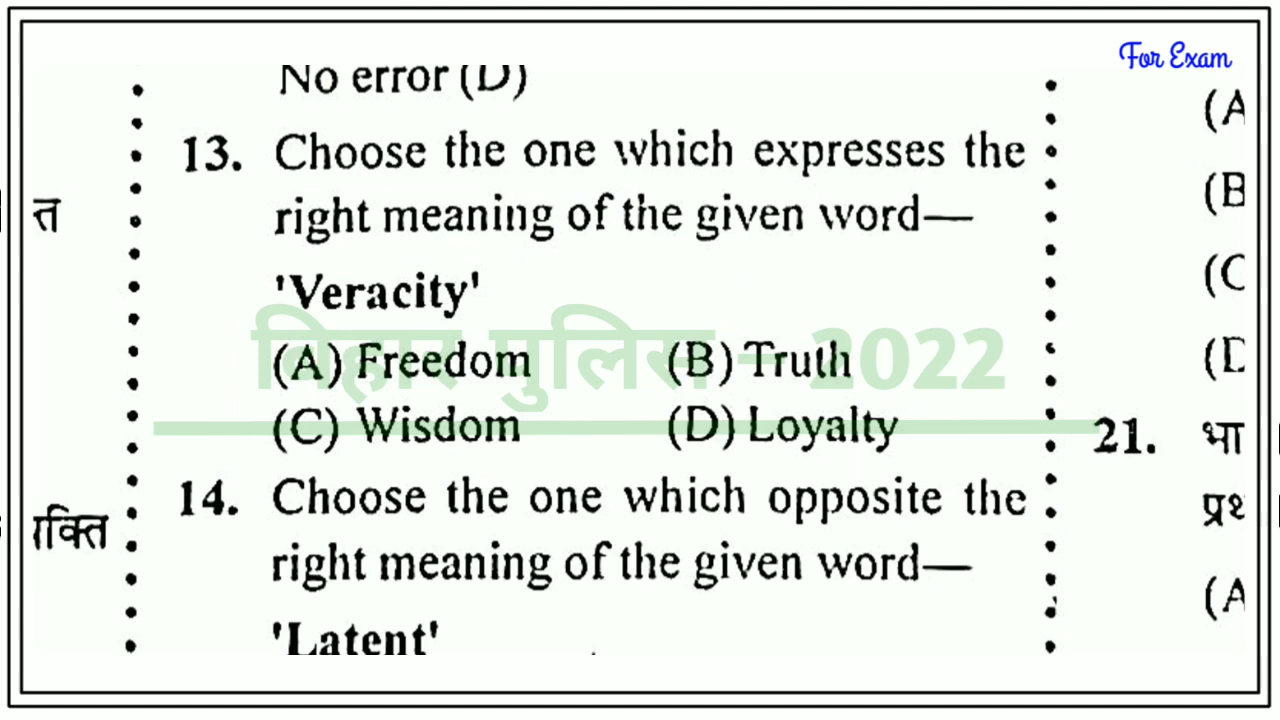 For Exam
No error (D)
13. Choose the one which expresses the
right meaning of the given word—
'Veracity'
(A) Freedom (B) Truth
(C) Wisdom (D) Loyalty
14. Choose the one which opposite the
right meaning of the given word—
'Latent'
बिहार पुलिस – 2022
त
क्ति
(A
(B
(C
(D
21. भा
प्रथ
(A